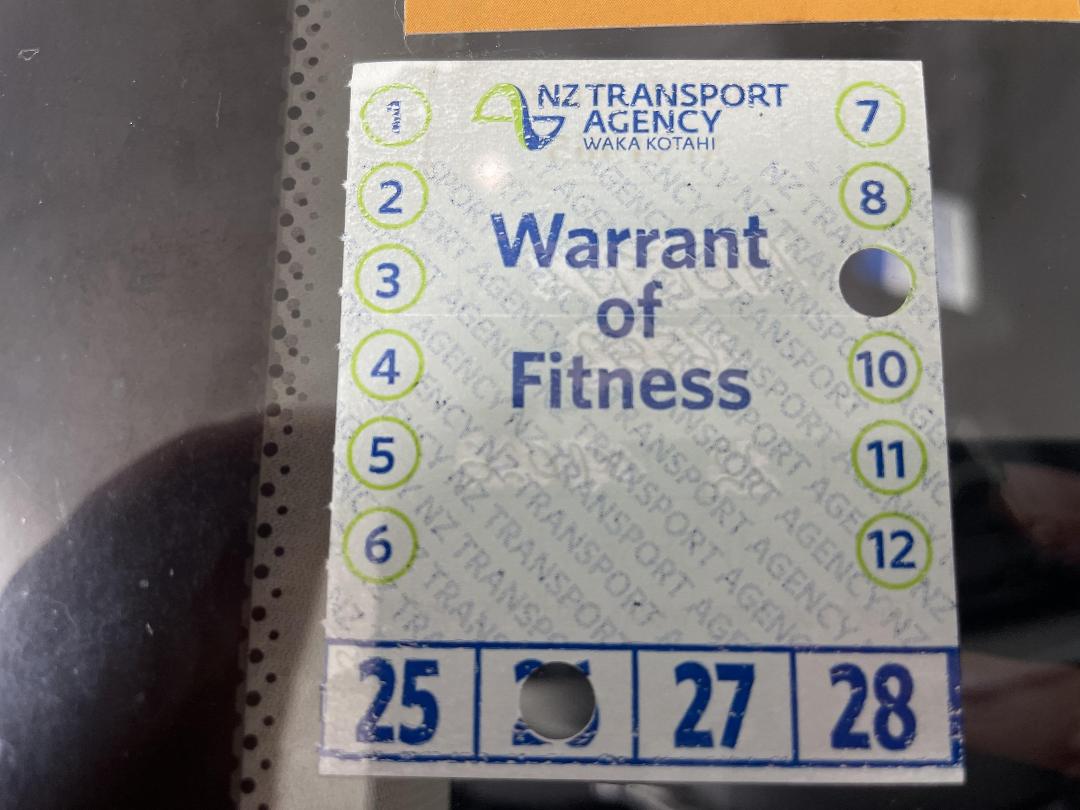 NZ TRANSPORT
AGENCY
WAKA KOTAHI
1
2
3
4
5
6
Warrant
of
Fitness
7
8
10
11
12
25
27
28